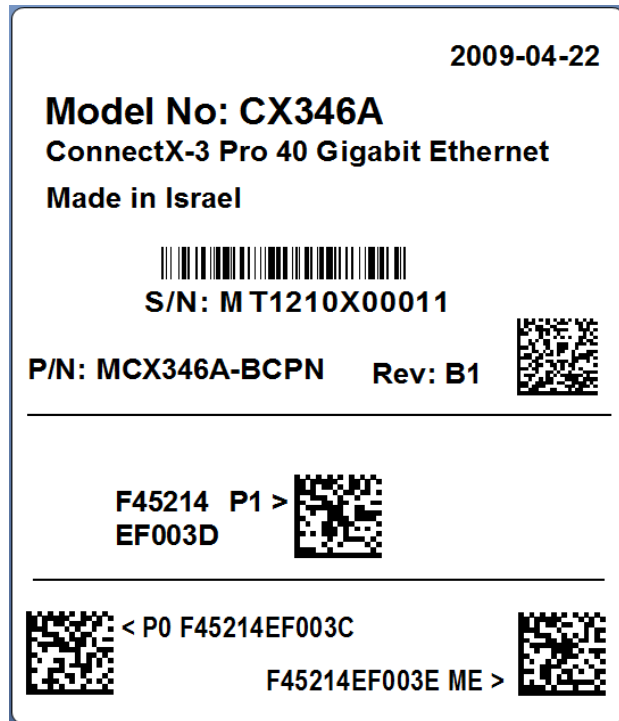 2009-04-22
Model No: CX346A
ConnectX-3 Pro 40 Gigabit Ethernet
Made in Israel
S/N: MT1210X00011
P/N: MCX346A-BCPN Rev: B1
F45214 P1 >
EF003D
< P0 F45214EF003C
F45214EF003E ME >